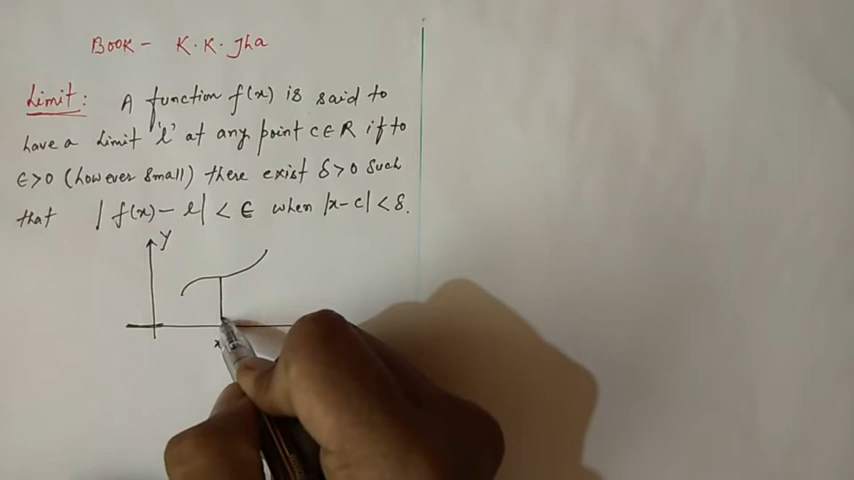 Book - K.K. Jha
Limit: A function f(x) is said to
have a limit 'l' at any point c∈R if to
∈>0 (however small) there exist δ>0 such
that |f(x)-l| < ∈ when |x-c| < δ.
Y
x